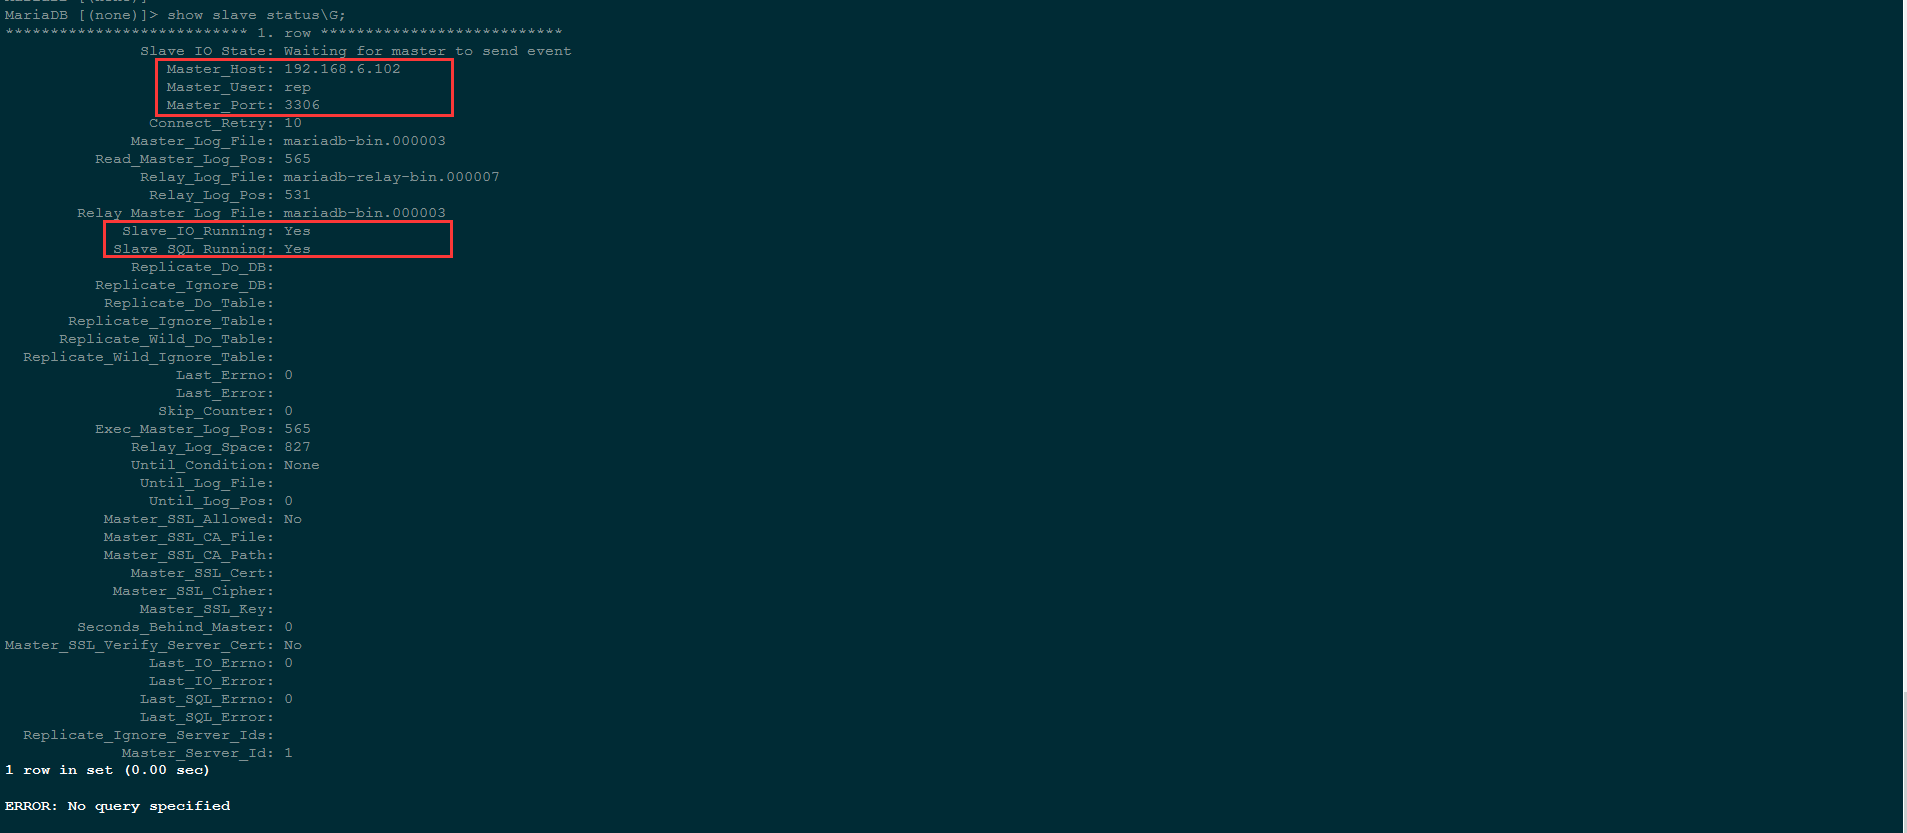 MariaDB [(none)]> show slave status\G;
*************************** 1. row ***************************
Slave_IO_State: Waiting for master to send event
Master_Host: 192.168.6.102
Master_User: rep
Master_Port: 3306
Connect_Retry: 10
Master_Log_File: mariadb-bin.000003
Read_Master_Log_Pos: 565
Relay_Log_File: mariadb-relay-bin.000007
Relay_Log_Pos: 531
Relay_Master_Log_File: mariadb-bin.000003
Slave_IO_Running: Yes
Slave_SQL_Running: Yes
Replicate_Do_DB:
Replicate_Ignore_DB:
Replicate_Do_Table:
Replicate_Ignore_Table:
Replicate_Wild_Do_Table:
Replicate_Wild_Ignore_Table:
Last_Errno: 0
Last_Error:
Skip_Counter: 0
Exec_Master_Log_Pos: 565
Relay_Log_Space: 827
Until_Condition: None
Until_Log_File:
Until_Log_Pos: 0
Master_SSL_Allowed: No
Master_SSL_CA_File:
Master_SSL_CA_Path:
Master_SSL_Cert:
Master_SSL_Cipher:
Master_SSL_Key:
Seconds_Behind_Master: 0
Master_SSL_Verify_Server_Cert: No
Last_IO_Errno: 0
Last_IO_Error:
Last_SQL_Errno: 0
Last_SQL_Error:
Replicate_Ignore_Server_Ids:
Master_Server_Id: 1
1 row in set (0.00 sec)
ERROR: No query specified